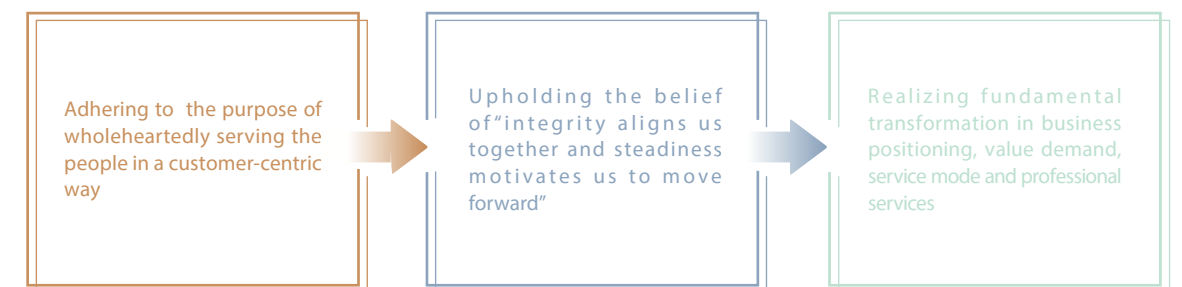 Adhering to the purpose of
wholeheartedly serving the
people in a customer-centric
way
Upholding the belief
of“integrity aligns us
together and steadiness
motivates us to move
forward”
Realizing fundamental
transformation in business
positioning, value demand,
service mode and professional
services